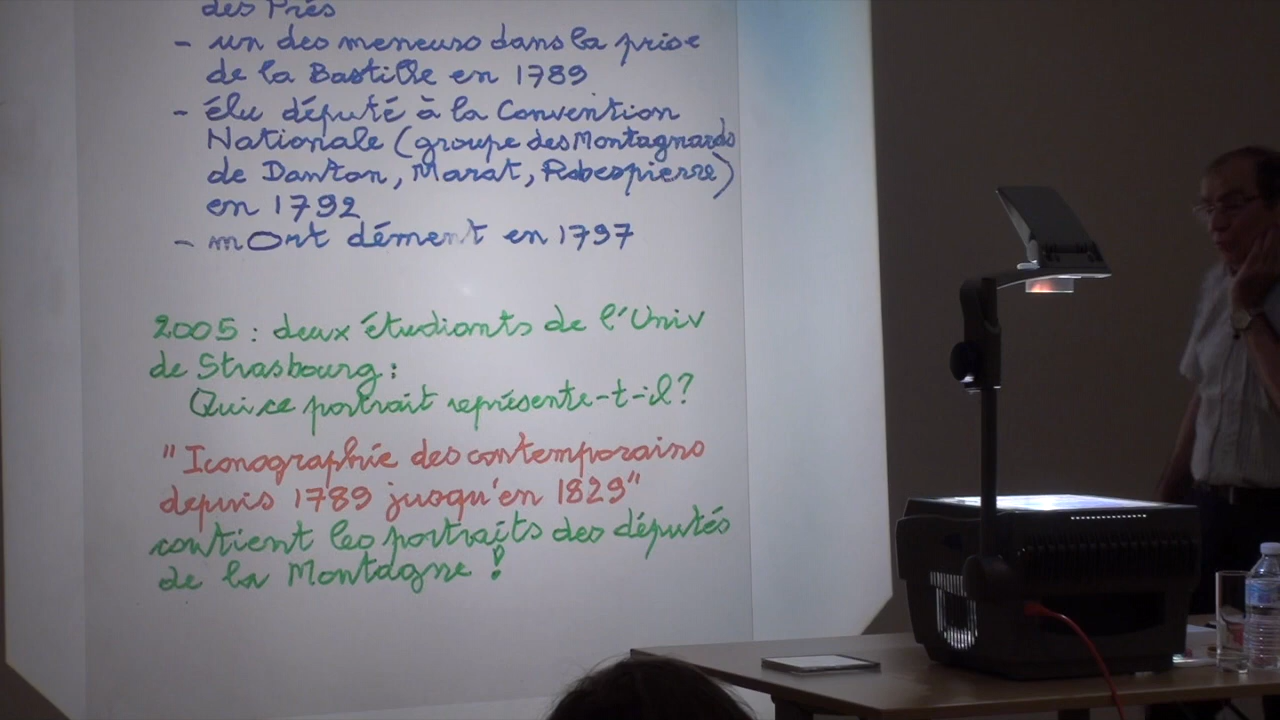 des Prés
- un des meneurs dans la prise
de la Bastille en 1789
- élu député à la Convention
Nationale (groupe des Montagnards
de Danton, Marat, Robespierre)
en 1792
- mort dément en 1797
2005 : deux étudiants de l'Univ
de Strasbourg :
Qui ce portrait représente-t-il ?
"Iconographie des contemporains
depuis 1789 jusqu'en 1829"
contient les portraits des députés
de la Montagne !